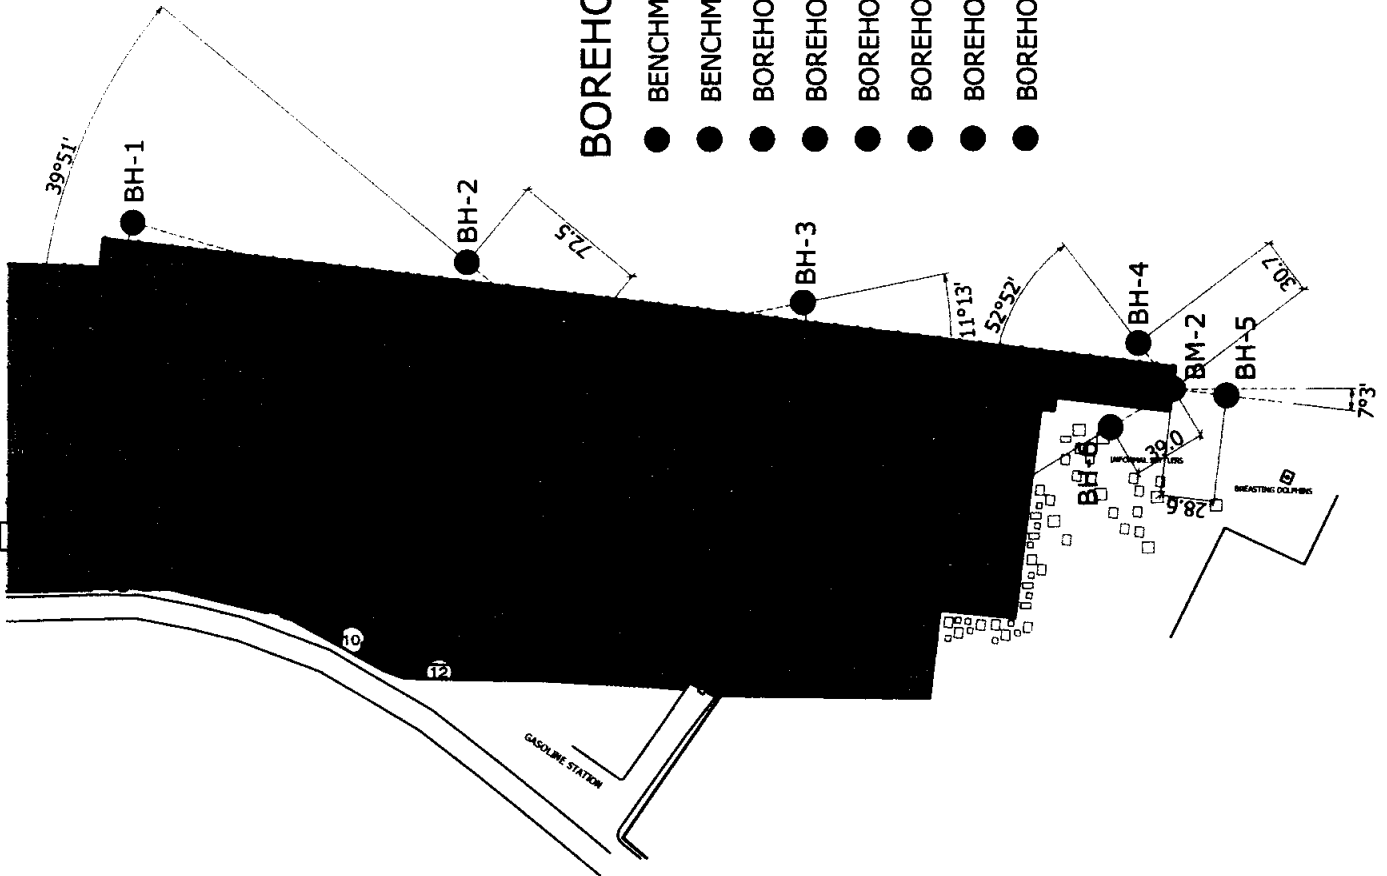 BOREHO
BENCHM
BENCHM
BOREHO
BOREHO
BOREHO
BOREHO
BOREHO
BOREHO
39°51'
BH-1
BH-2
72.5
BH-3
11°13'
52°52'
BH-4
30.7
BM-2
BH-5
7°3'
39.0
28.6
INFORMAL SETTLERS
BREASTING DOLPHINS
10
12
GASOLINE STATION